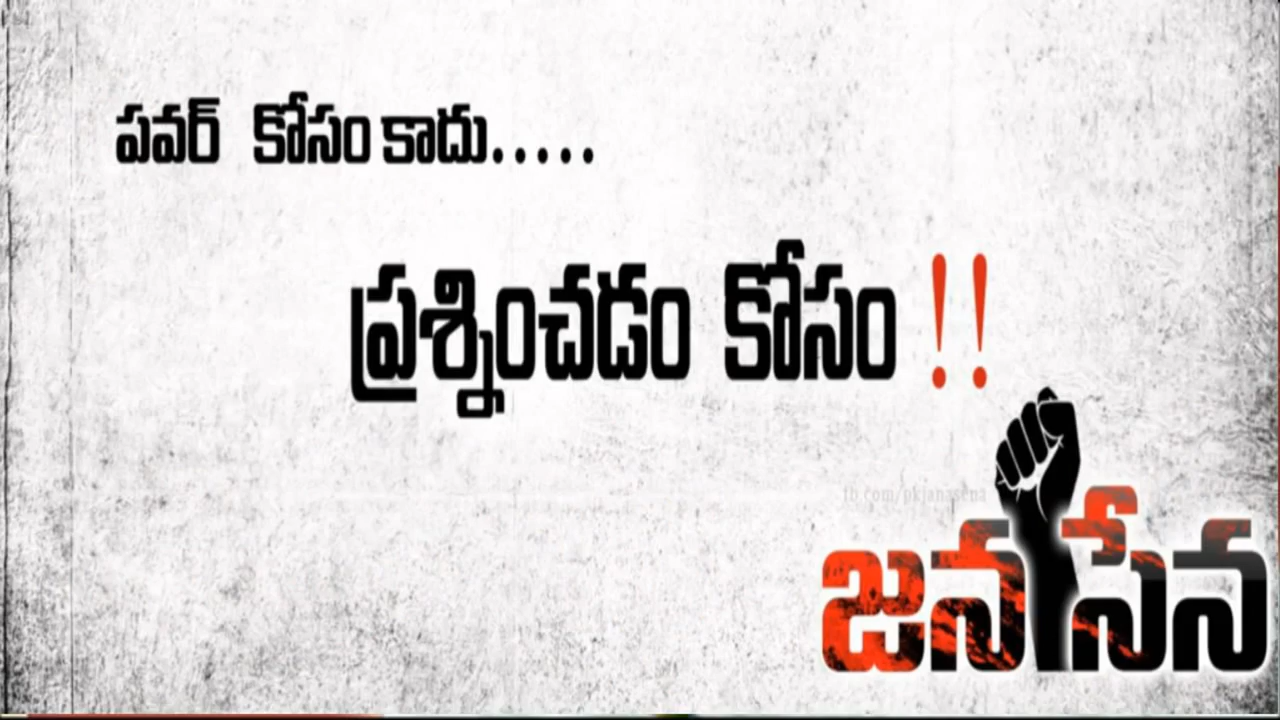 పవర్ కోసం కాదు.....
ప్రశ్నించడం కోసం !!
fb.com/pkjanasena
జనసేన